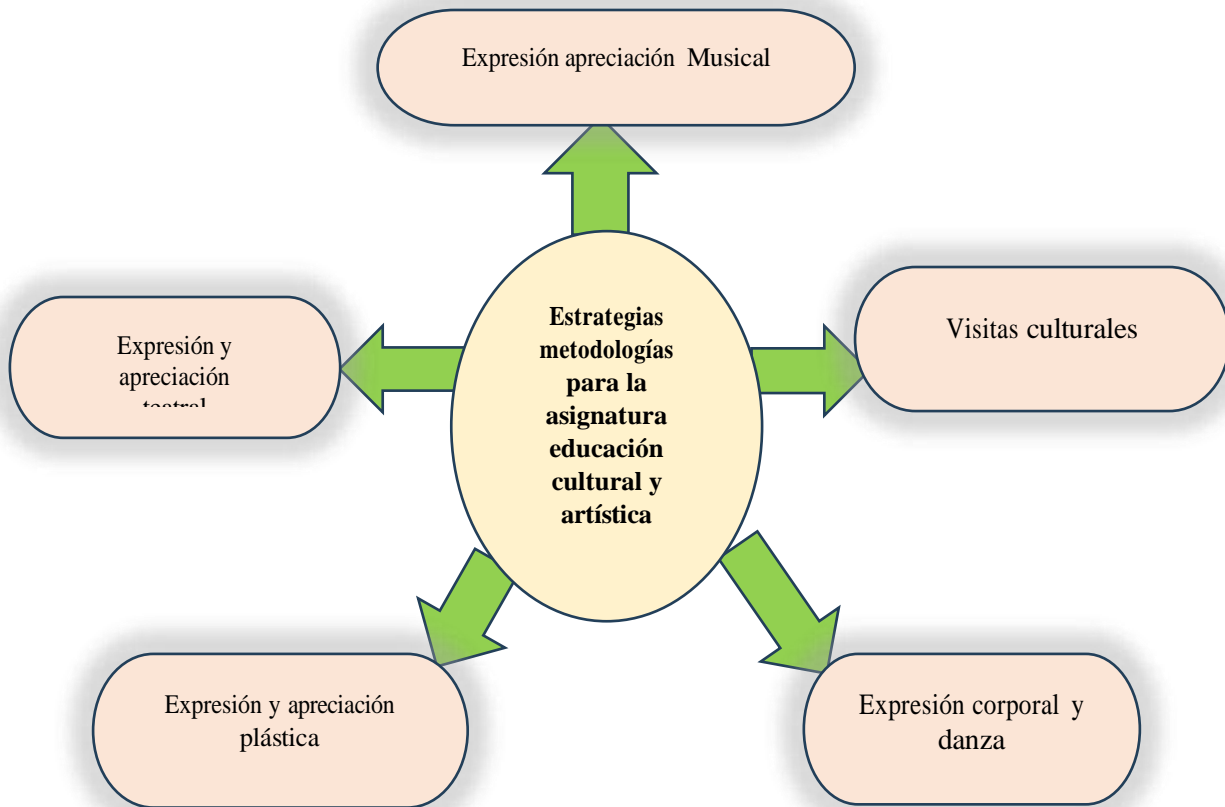 Expresión apreciación Musical
Expresión y
apreciación
teatral
Estrategias
metodologías
para la
asignatura
educación
cultural y
artística
Visitas culturales
Expresión y apreciación
plástica
Expresión corporal y
danza